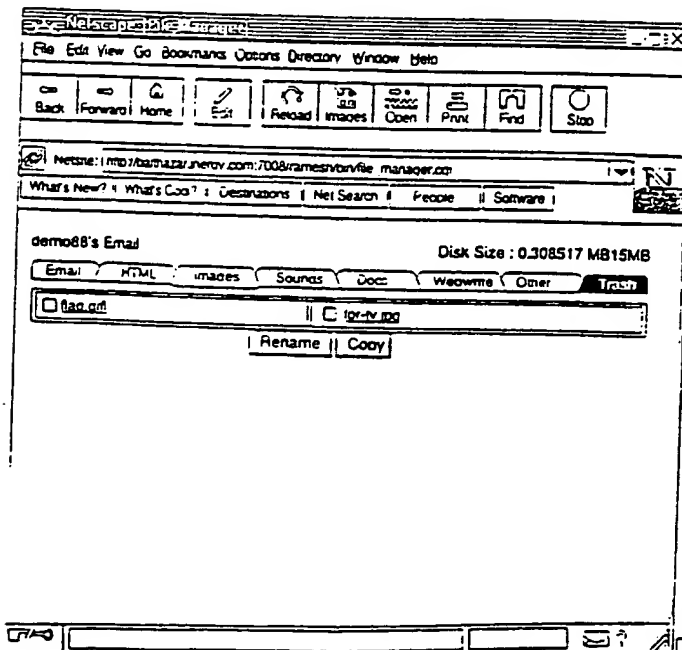 Netscape:
File Edit View Go Bookmarks Options Directory Window Help
Back Forward Home Edit Reload Images Open Print Find Stop
Netsite:
What's New? What's Cool? Destinations Net Search People Software
demo88's Email
Disk Size : 0.308517 MB15MB
Email HTML Images Sounds Docs Other Trash
flag.gif
Rename Copy